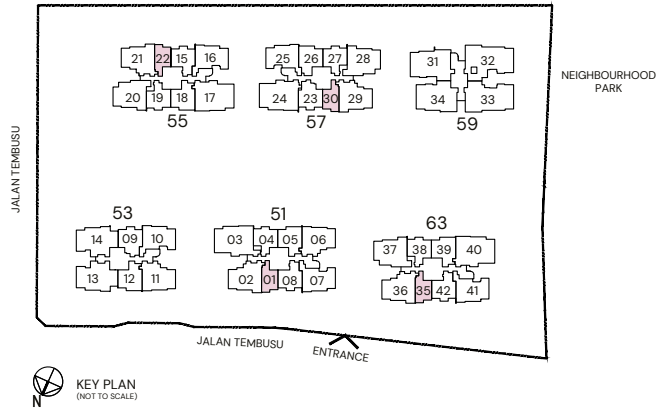 21 22 15 16
20 19 18 17
55
25 26 27 28
24 23 30 29
57
31 32
34 33
59
NEIGHBOURHOOD
PARK
JALAN TEMBUSU
53
14 09 10
13 12 11
51
03 04 05 06
02 01 08 07
63
37 38 39 40
36 35 42 41
JALAN TEMBUSU
ENTRANCE
N
KEY PLAN
(NOT TO SCALE)